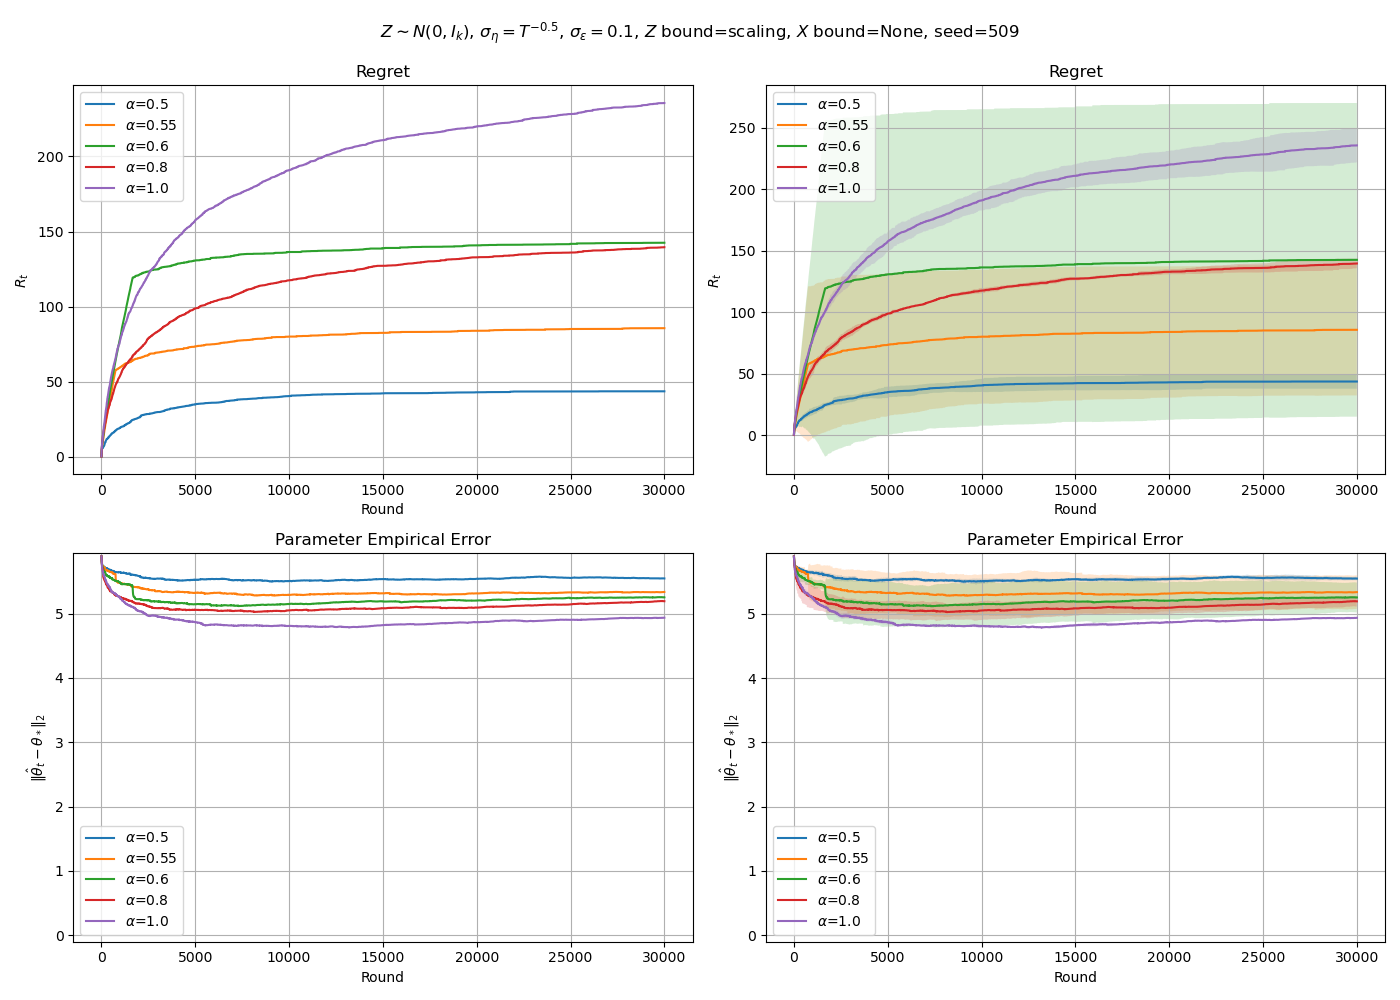 Z ∼ N(0, I_k), σ_η = T^{−0.5}, σ_ε = 0.1, Z bound=scaling, X bound=None, seed=509
Regret
R_t
200
150
100
50
0
α=0.5
α=0.55
α=0.6
α=0.8
α=1.0
0 5000 10000 15000 20000 25000 30000
Round
Regret
R_t
250
200
150
100
50
0
α=0.5
α=0.55
α=0.6
α=0.8
α=1.0
0 5000 10000 15000 20000 25000 30000
Round
Parameter Empirical Error
‖θ̂_t − θ_*‖_2
5
4
3
2
1
0
α=0.5
α=0.55
α=0.6
α=0.8
α=1.0
0 5000 10000 15000 20000 25000 30000
Round
Parameter Empirical Error
‖θ̂_t − θ_*‖_2
5
4
3
2
1
0
α=0.5
α=0.55
α=0.6
α=0.8
α=1.0
0 5000 10000 15000 20000 25000 30000
Round